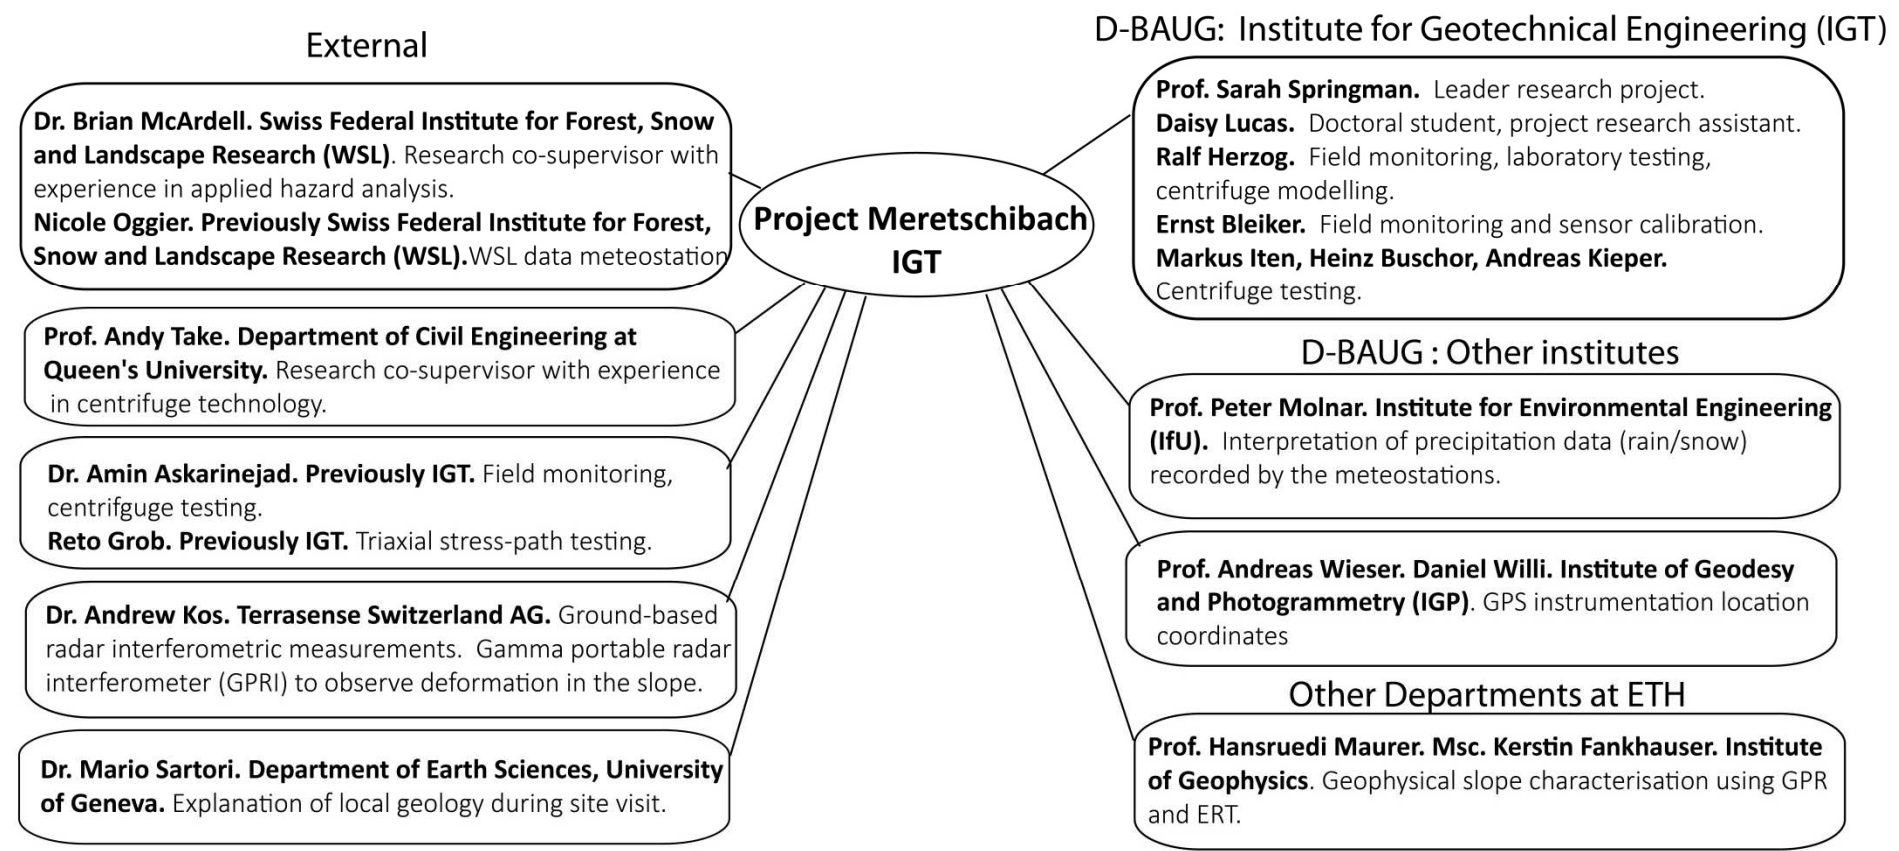 External
Dr. Brian McArdell. Swiss Federal Institute for Forest, Snow
and Landscape Research (WSL). Research co-supervisor with
experience in applied hazard analysis.
Nicole Oggier. Previously Swiss Federal Institute for Forest,
Snow and Landscape Research (WSL).WSL data meteostation
Prof. Andy Take. Department of Civil Engineering at
Queen's University. Research co-supervisor with experience
in centrifuge technology.
Dr. Amin Askarinejad. Previously IGT. Field monitoring,
centrifguge testing.
Reto Grob. Previously IGT. Triaxial stress-path testing.
Dr. Andrew Kos. Terrasense Switzerland AG. Ground-based
radar interferometric measurements. Gamma portable radar
interferometer (GPRI) to observe deformation in the slope.
Dr. Mario Sartori. Department of Earth Sciences, University
of Geneva. Explanation of local geology during site visit.
Project Meretschibach
IGT
D-BAUG: Institute for Geotechnical Engineering (IGT)
Prof. Sarah Springman. Leader research project.
Daisy Lucas. Doctoral student, project research assistant.
Ralf Herzog. Field monitoring, laboratory testing,
centrifuge modelling.
Ernst Bleiker. Field monitoring and sensor calibration.
Markus Iten, Heinz Buschor, Andreas Kieper.
Centrifuge testing.
D-BAUG : Other institutes
Prof. Peter Molnar. Institute for Environmental Engineering
(IfU). Interpretation of precipitation data (rain/snow)
recorded by the meteostations.
Prof. Andreas Wieser. Daniel Willi. Institute of Geodesy
and Photogrammetry (IGP). GPS instrumentation location
coordinates
Other Departments at ETH
Prof. Hansruedi Maurer. Msc. Kerstin Fankhauser. Institute
of Geophysics. Geophysical slope characterisation using GPR
and ERT.